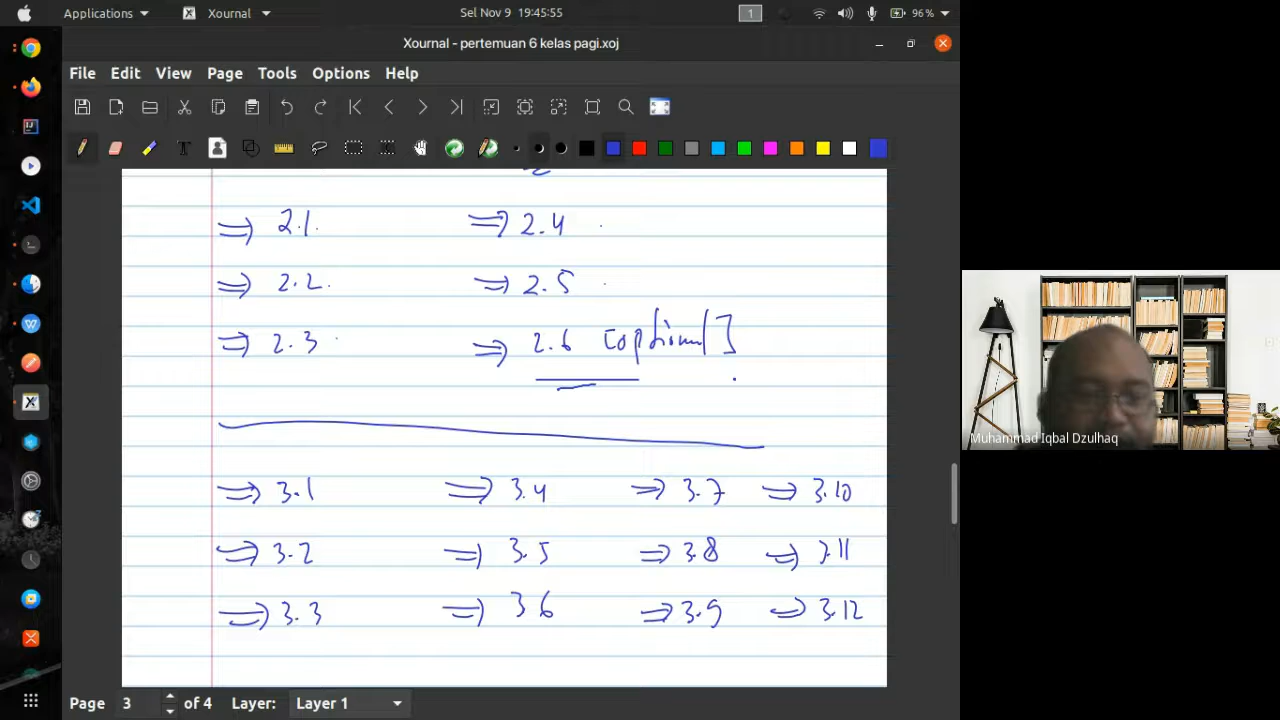 Applications Xournal Sel Nov 9 19:45:55 1 96%
Xournal - pertemuan 6 kelas pagi.xoj
File Edit View Page Tools Options Help
⇒ 2.1. ⇒ 2.4 .
⇒ 2.2. ⇒ 2.5 .
⇒ 2.3 . ⇒ 2.6 [optional] .
⇒ 3.1 ⇒ 3.4 ⇒ 3.7 ⇒ 3.10
⇒ 3.2 ⇒ 3.5 ⇒ 3.8 ⇒ 3.11
⇒ 3.3 ⇒ 3.6 ⇒ 3.9 ⇒ 3.12
Muhammad Iqbal Dzulhaq
Page 3 of 4 Layer: Layer 1